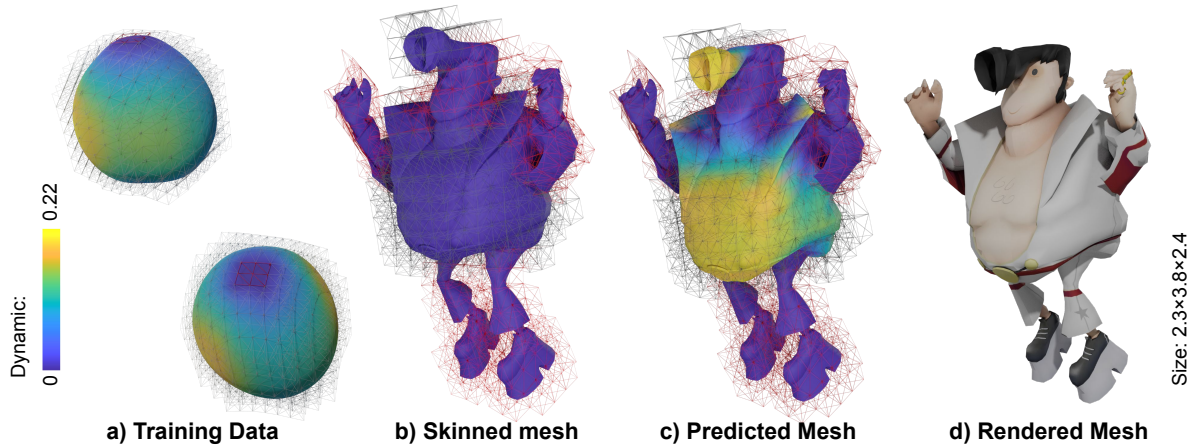 Dynamic:
0
0.22
Size: 2.3×3.8×2.4
a) Training Data
b) Skinned mesh
c) Predicted Mesh
d) Rendered Mesh